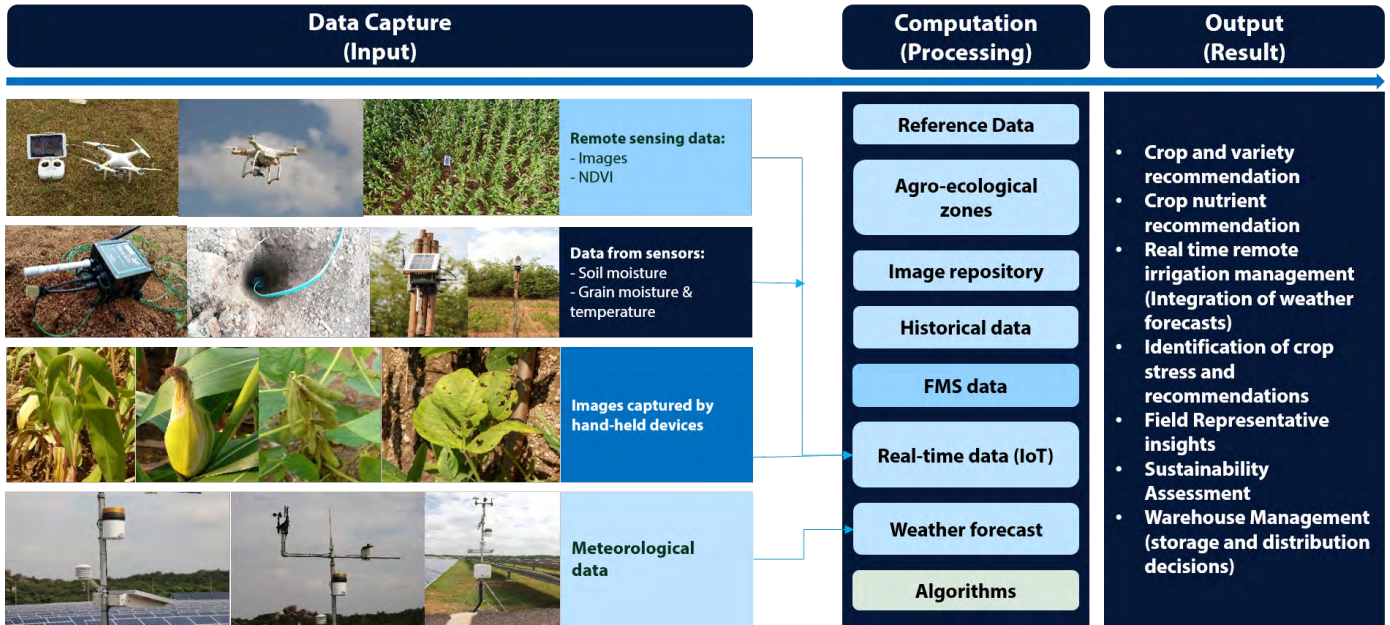 Data Capture
(Input)
Computation
(Processing)
Output
(Result)
Remote sensing data:
- Images
- NDVI
Data from sensors:
- Soil moisture
- Grain moisture &
temperature
Images captured by
hand-held devices
Meteorological
data
Reference Data
Agro-ecological
zones
Image repository
Historical data
FMS data
Real-time data (IoT)
Weather forecast
Algorithms
• Crop and variety
recommendation
• Crop nutrient
recommendation
• Real time remote
irrigation management
(Integration of weather
forecasts)
• Identification of crop
stress and
recommendations
• Field Representative
insights
• Sustainability
Assessment
• Warehouse Management
(storage and distribution
decisions)